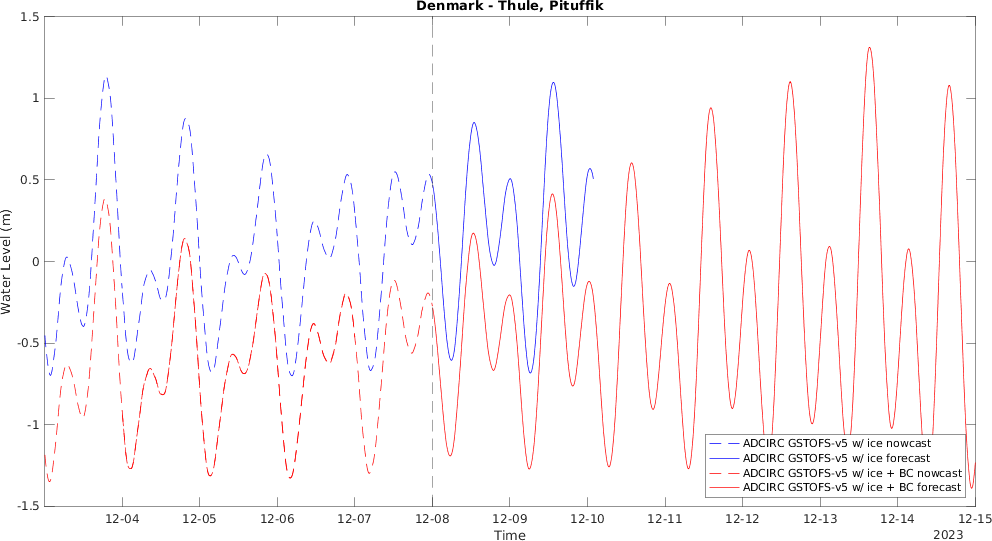 Denmark - Thule, Pituffik
1.5
1
0.5
0
-0.5
-1
-1.5
Water Level (m)
12-04 12-05 12-06 12-07 12-08 12-09 12-10 12-11 12-12 12-13 12-14 12-15
Time
2023
ADCIRC GSTOFS-v5 w/ ice nowcast
ADCIRC GSTOFS-v5 w/ ice forecast
ADCIRC GSTOFS-v5 w/ ice + BC nowcast
ADCIRC GSTOFS-v5 w/ ice + BC forecast